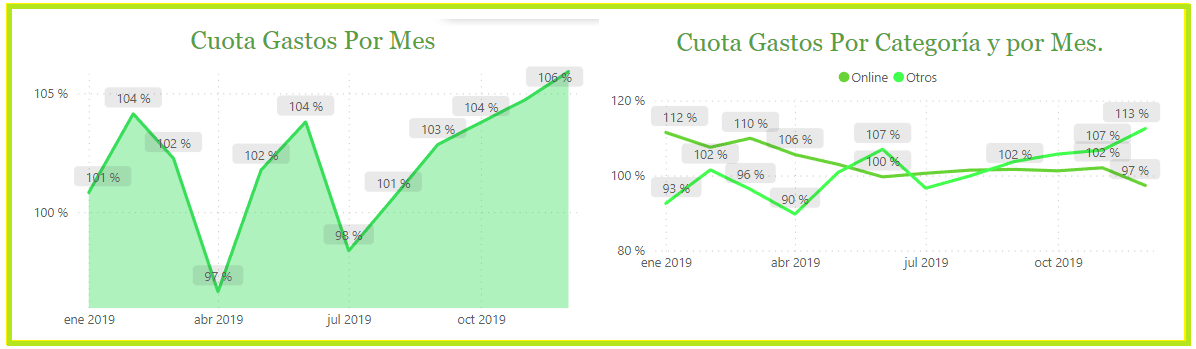 Cuota Gastos Por Mes
105 %
100 %
101 %
104 %
102 %
97 %
102 %
104 %
98 %
101 %
103 %
104 %
106 %
ene 2019
abr 2019
jul 2019
oct 2019
Cuota Gastos Por Categoría y por Mes.
Online
Otros
120 %
100 %
80 %
112 %
110 %
106 %
107 %
113 %
107 %
102 %
100 %
102 %
102 %
97 %
93 %
96 %
90 %
ene 2019
abr 2019
jul 2019
oct 2019